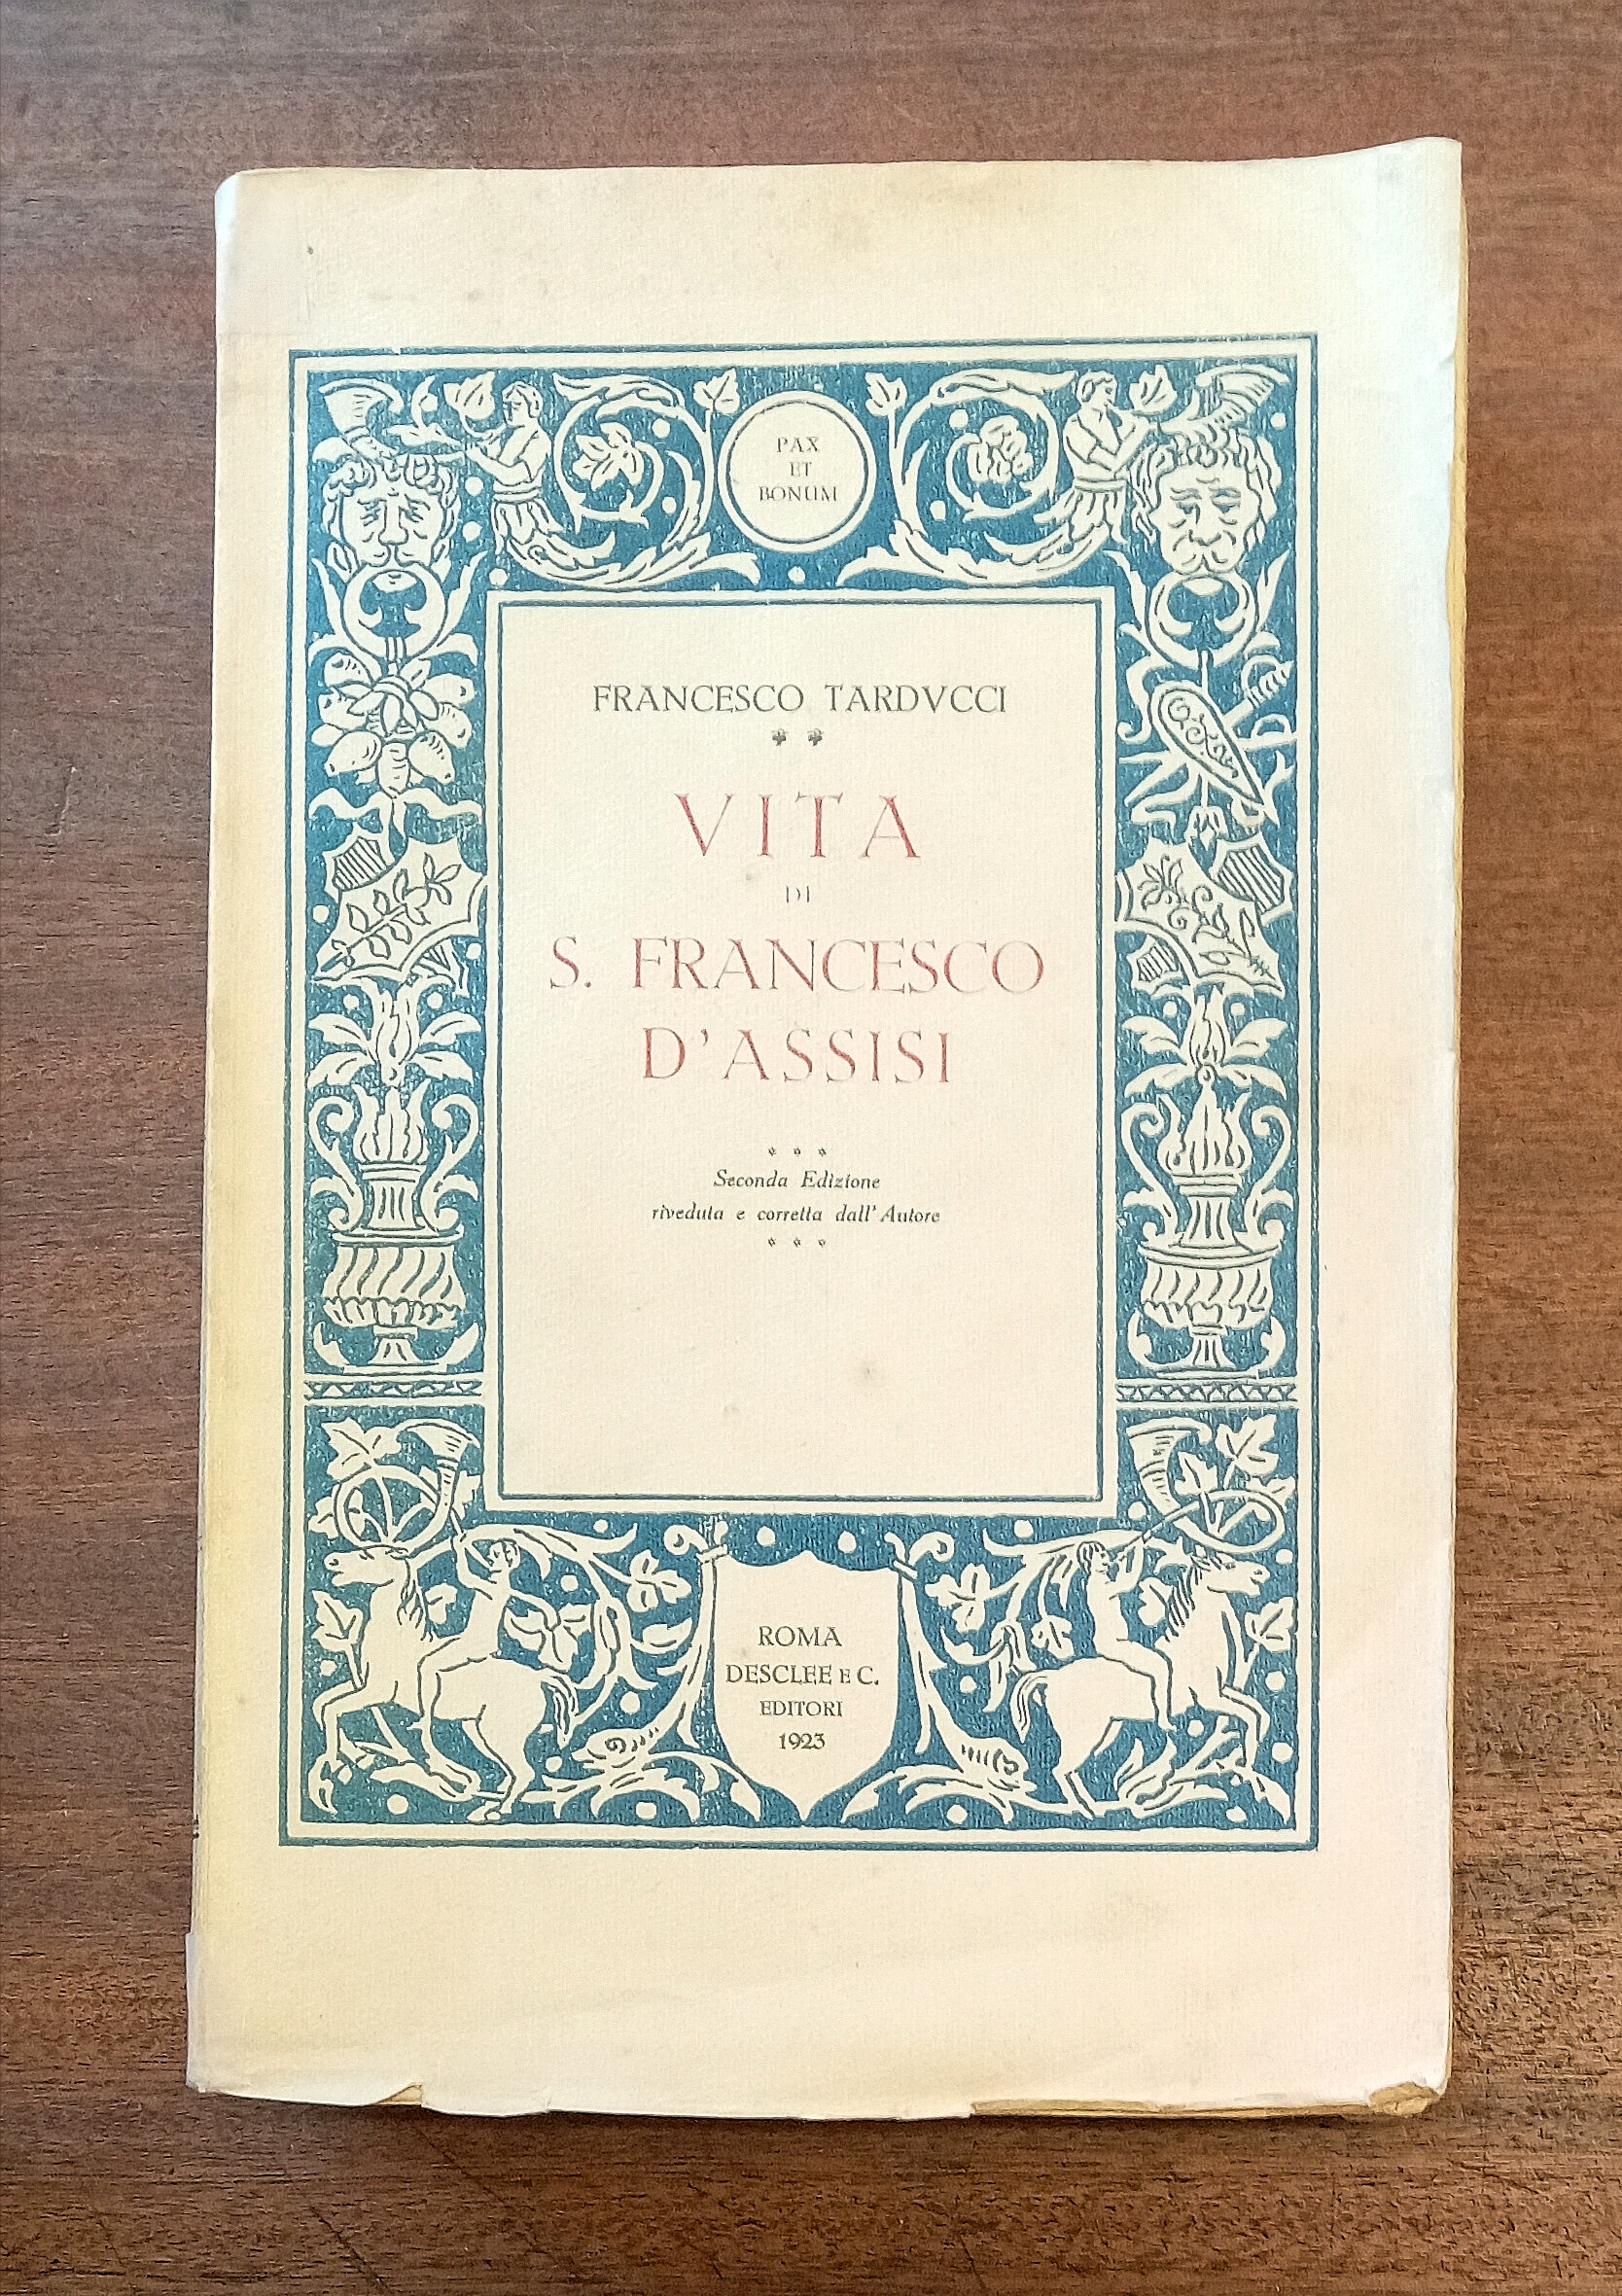 PAX
ET
BONUM
FRANCESCO TARDVCCI
VITA
DI
S. FRANCESCO
D'ASSISI
Seconda Edizione
riveduta e corretta dall'Autore
ROMA
DESCLEE E C.
EDITORI
1923